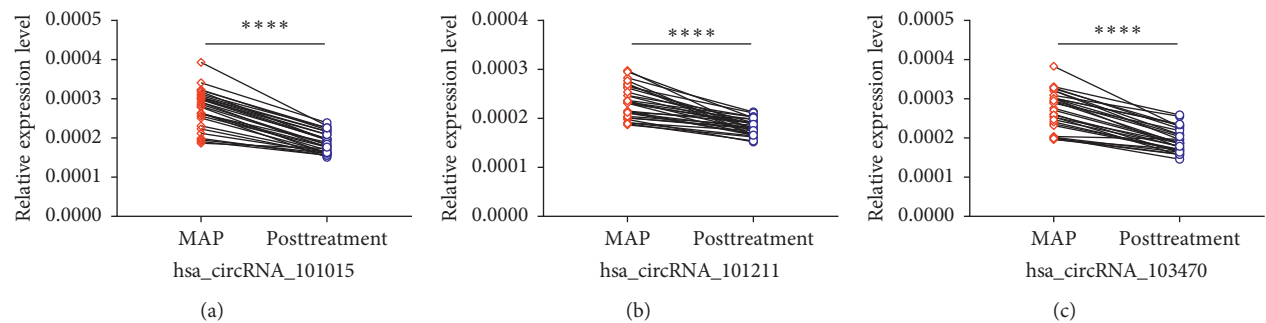 Relative expression level
0.0005
0.0004
0.0003
0.0002
0.0001
0.0000
****
MAP Posttreatment
hsa_circRNA_101015
(a)
Relative expression level
0.0004
0.0003
0.0002
0.0001
0.0000
****
MAP Posttreatment
hsa_circRNA_101211
(b)
Relative expression level
0.0005
0.0004
0.0003
0.0002
0.0001
0.0000
****
MAP Posttreatment
hsa_circRNA_103470
(c)